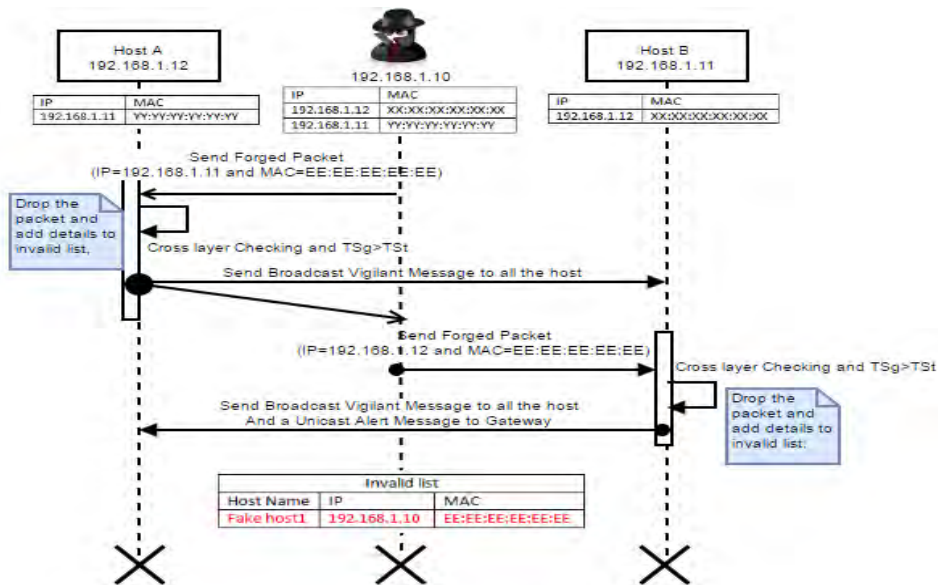 Host A
192.168.1.12
192.168.1.10
Host B
192.168.1.11
IP MAC
192.168.1.11 YY:YY:YY:YY:YY:YY
IP MAC
192.168.1.12 XX:XX:XX:XX:XX:XX
192.168.1.11 YY:YY:YY:YY:YY:YY
IP MAC
192.168.1.12 XX:XX:XX:XX:XX:XX
Send Forged Packet
(IP=192.168.1.11 and MAC=EE:EE:EE:EE:EE:EE)
Drop the
packet and
add details to
invalid list,
Cross layer Checking and TSg>TSt
Send Broadcast Vigilant Message to all the host
Send Forged Packet
(IP=192.168.1.12 and MAC=EE:EE:EE:EE:EE:EE)
Cross layer Checking and TSg>TSt
Drop the
packet and
add details to
invalid list:
Send Broadcast Vigilant Message to all the host
And a Unicast Alert Message to Gateway
Invalid list
Host Name IP MAC
Fake host1 192.168.1.10 EE:EE:EE:EE:EE:EE